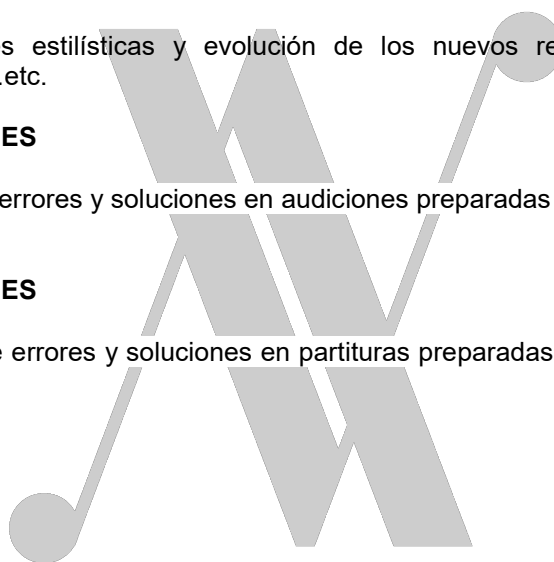 es estilísticas y evolución de los nuevos re
.etc.
ES
errores y soluciones en audiciones preparadas
ES
e errores y soluciones en partituras preparadas